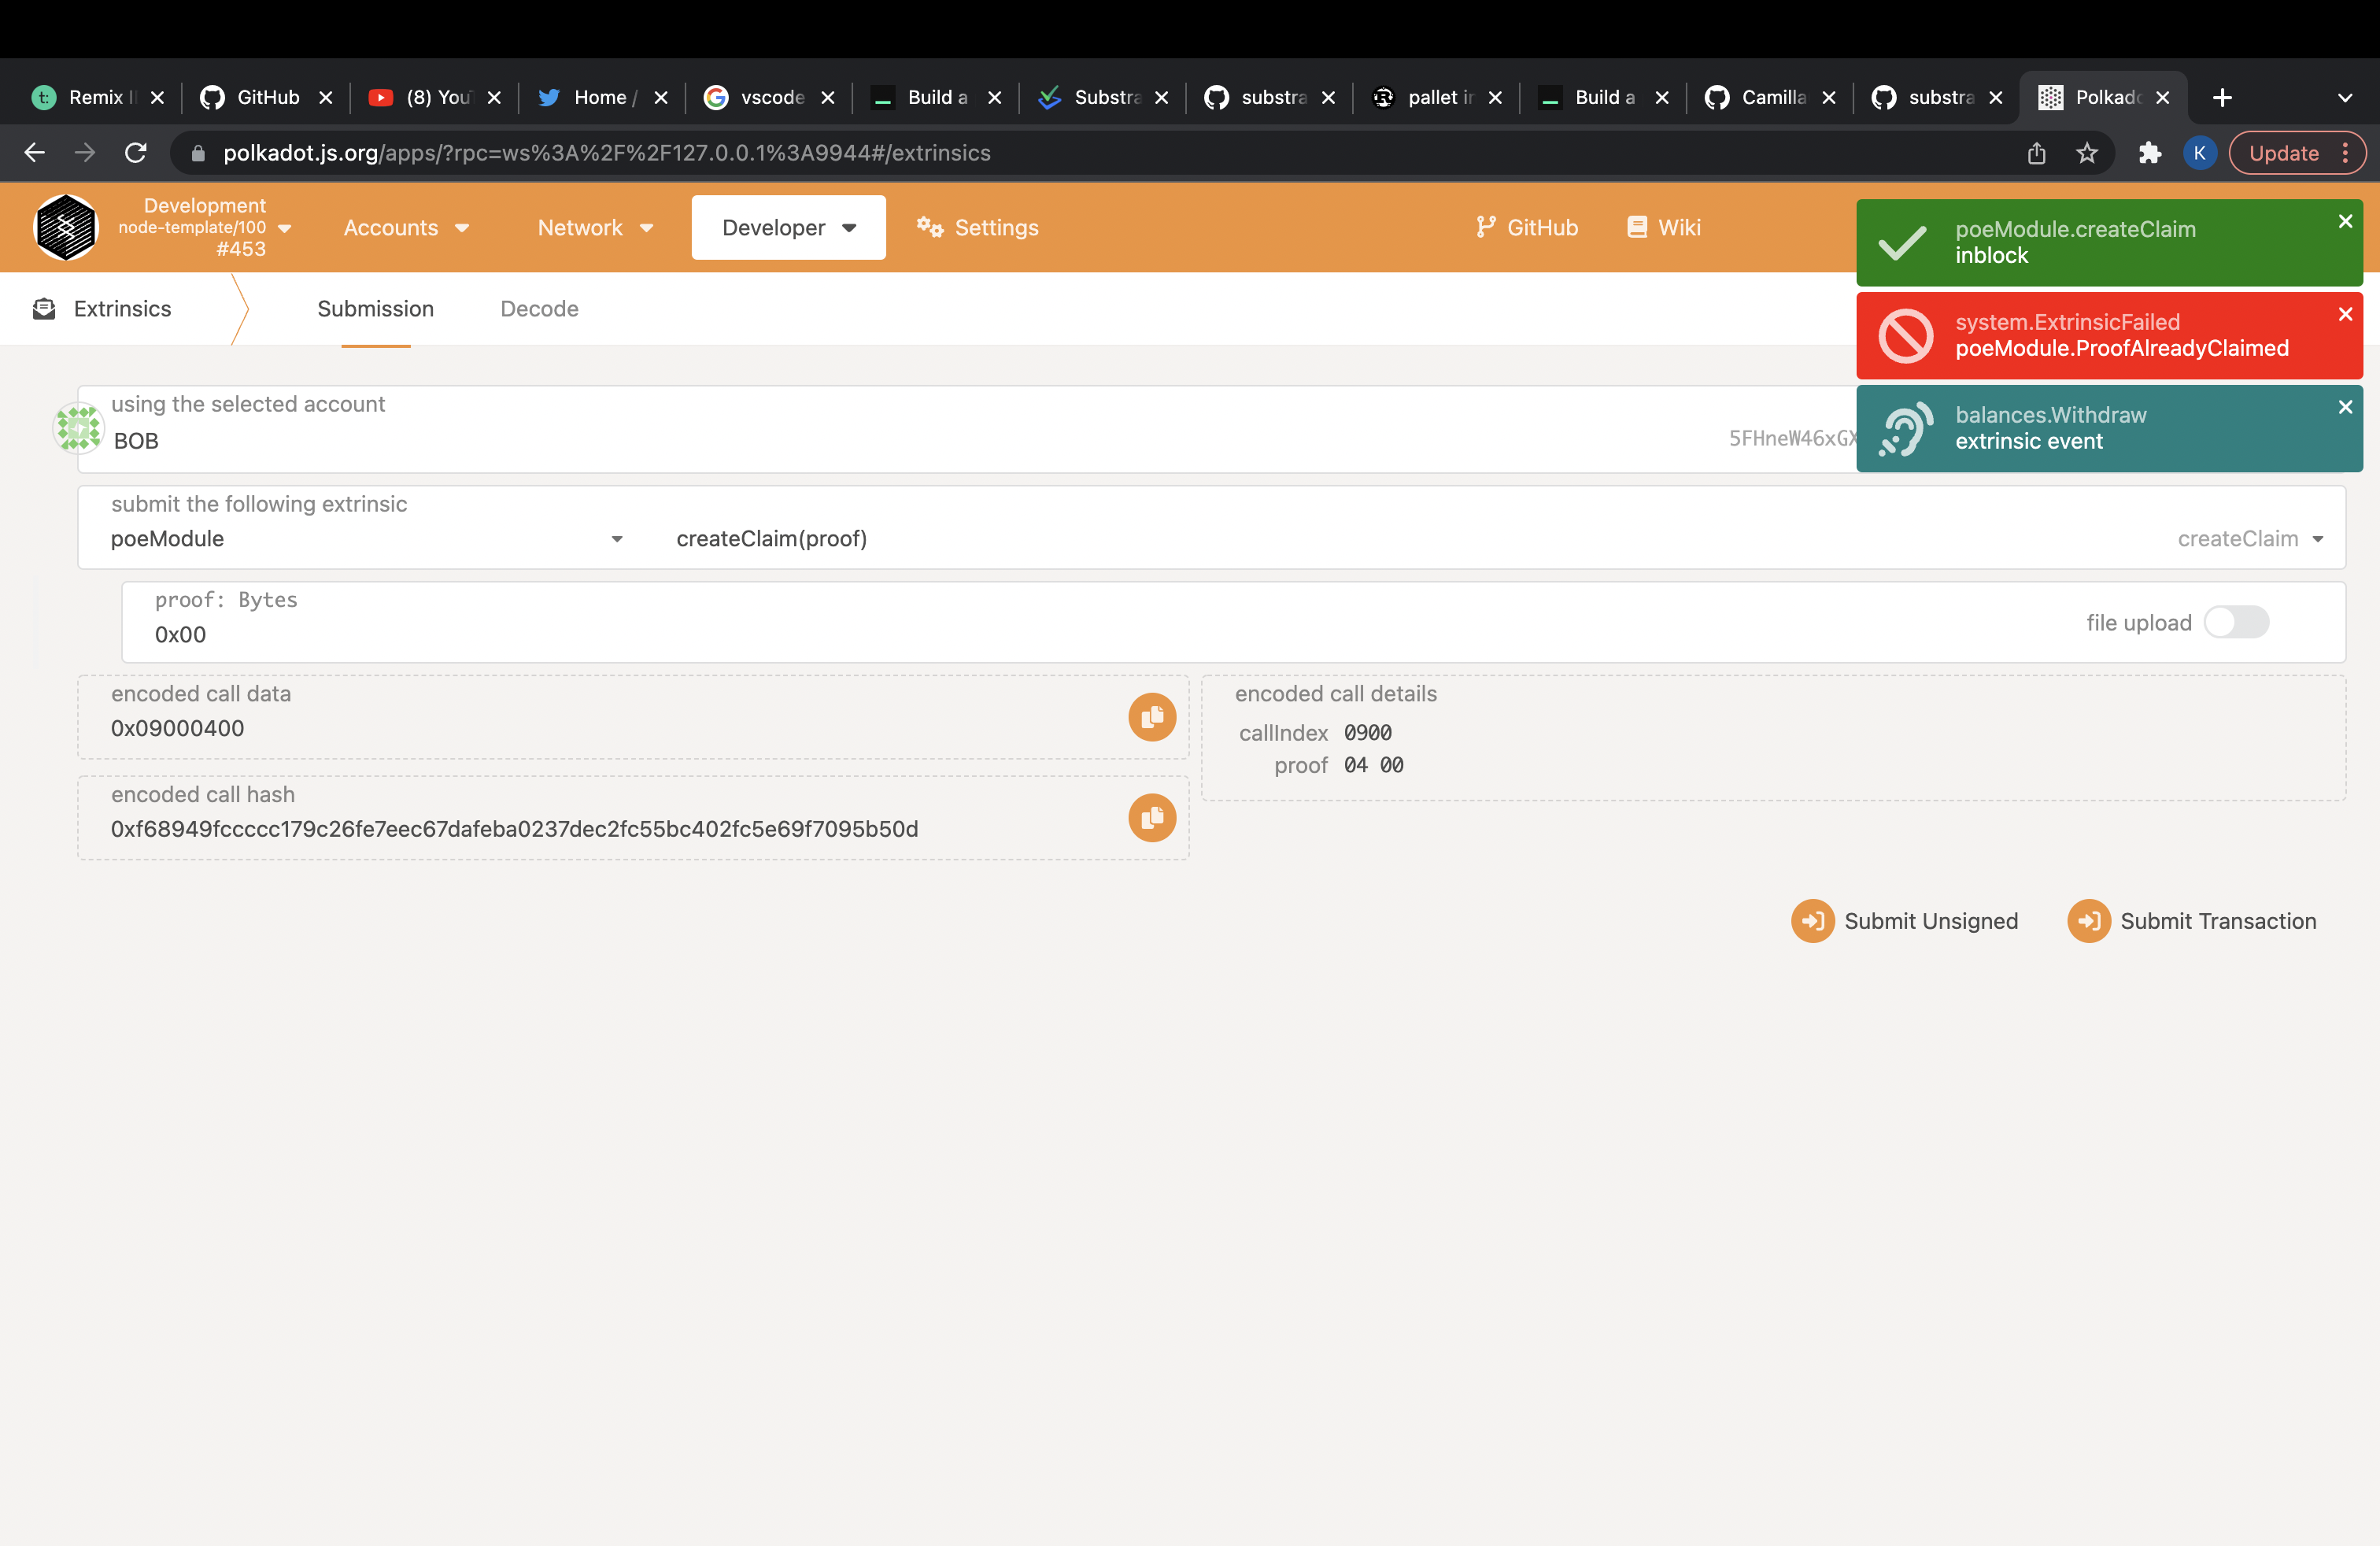 Remix I
GitHub
(8) You
Home /
vscode
Build a
Substra
substra
pallet in
Build a
Camilla
substra
Polkado
polkadot.js.org/apps/?rpc=ws%3A%2F%2F127.0.0.1%3A9944#/extrinsics
K
Update
Development
node-template/100
#453
Accounts
Network
Developer
Settings
GitHub
Wiki
poeModule.createClaim
inblock
system.ExtrinsicFailed
poeModule.ProofAlreadyClaimed
balances.Withdraw
extrinsic event
Extrinsics
Submission
Decode
using the selected account
BOB
5FHneW46xGX
submit the following extrinsic
poeModule
createClaim(proof)
createClaim
proof: Bytes
0x00
file upload
encoded call data
0x09000400
encoded call details
callIndex 0900
proof 04 00
encoded call hash
0xf68949fccccc179c26fe7eec67dafeba0237dec2fc55bc402fc5e69f7095b50d
Submit Unsigned
Submit Transaction